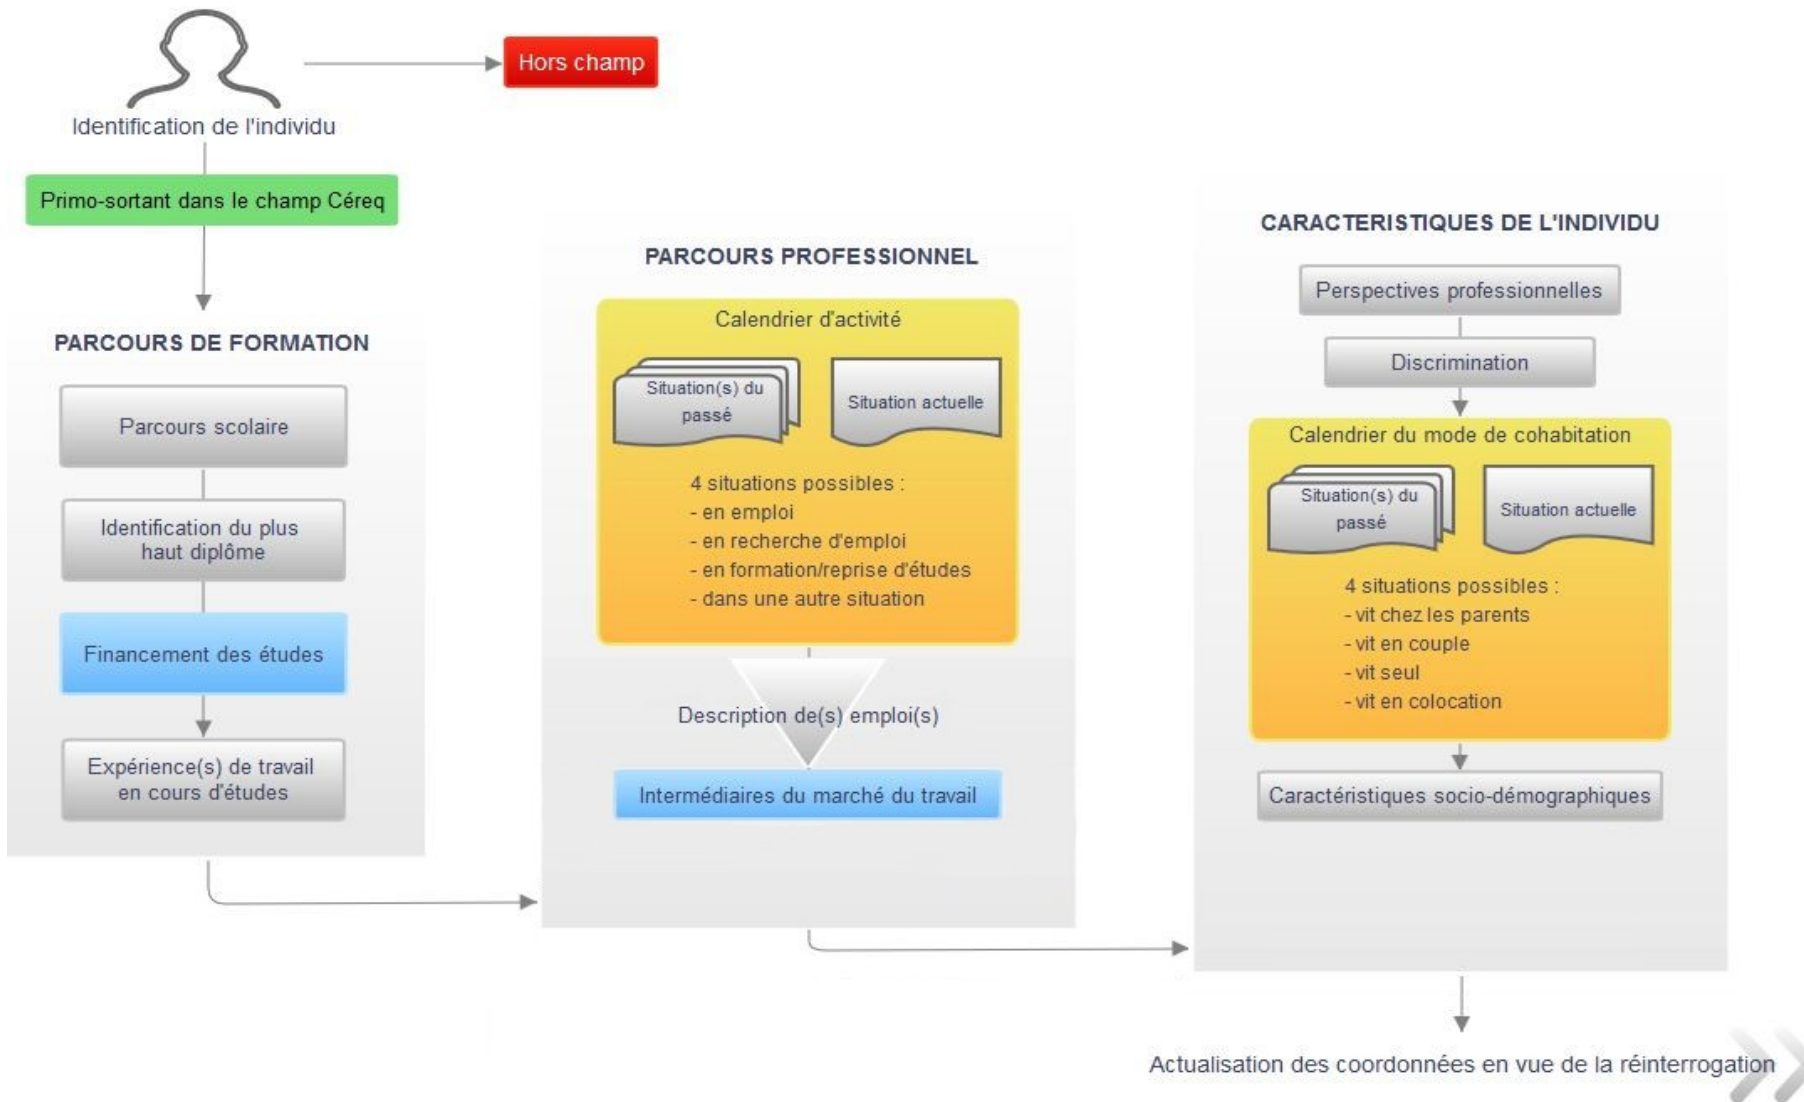 Hors champ
Identification de l'individu
Primo-sortant dans le champ Céreq
PARCOURS DE FORMATION
Parcours scolaire
Identification du plus
haut diplôme
Financement des études
Expérience(s) de travail
en cours d'études
PARCOURS PROFESSIONNEL
Calendrier d'activité
Situation(s) du
passé
Situation actuelle
4 situations possibles :
- en emploi
- en recherche d'emploi
- en formation/reprise d'études
- dans une autre situation
Description de(s) emploi(s)
Intermédiaires du marché du travail
CARACTERISTIQUES DE L'INDIVIDU
Perspectives professionnelles
Discrimination
Calendrier du mode de cohabitation
Situation(s) du
passé
Situation actuelle
4 situations possibles :
- vit chez les parents
- vit en couple
- vit seul
- vit en colocation
Caractéristiques socio-démographiques
Actualisation des coordonnées en vue de la réinterrogation